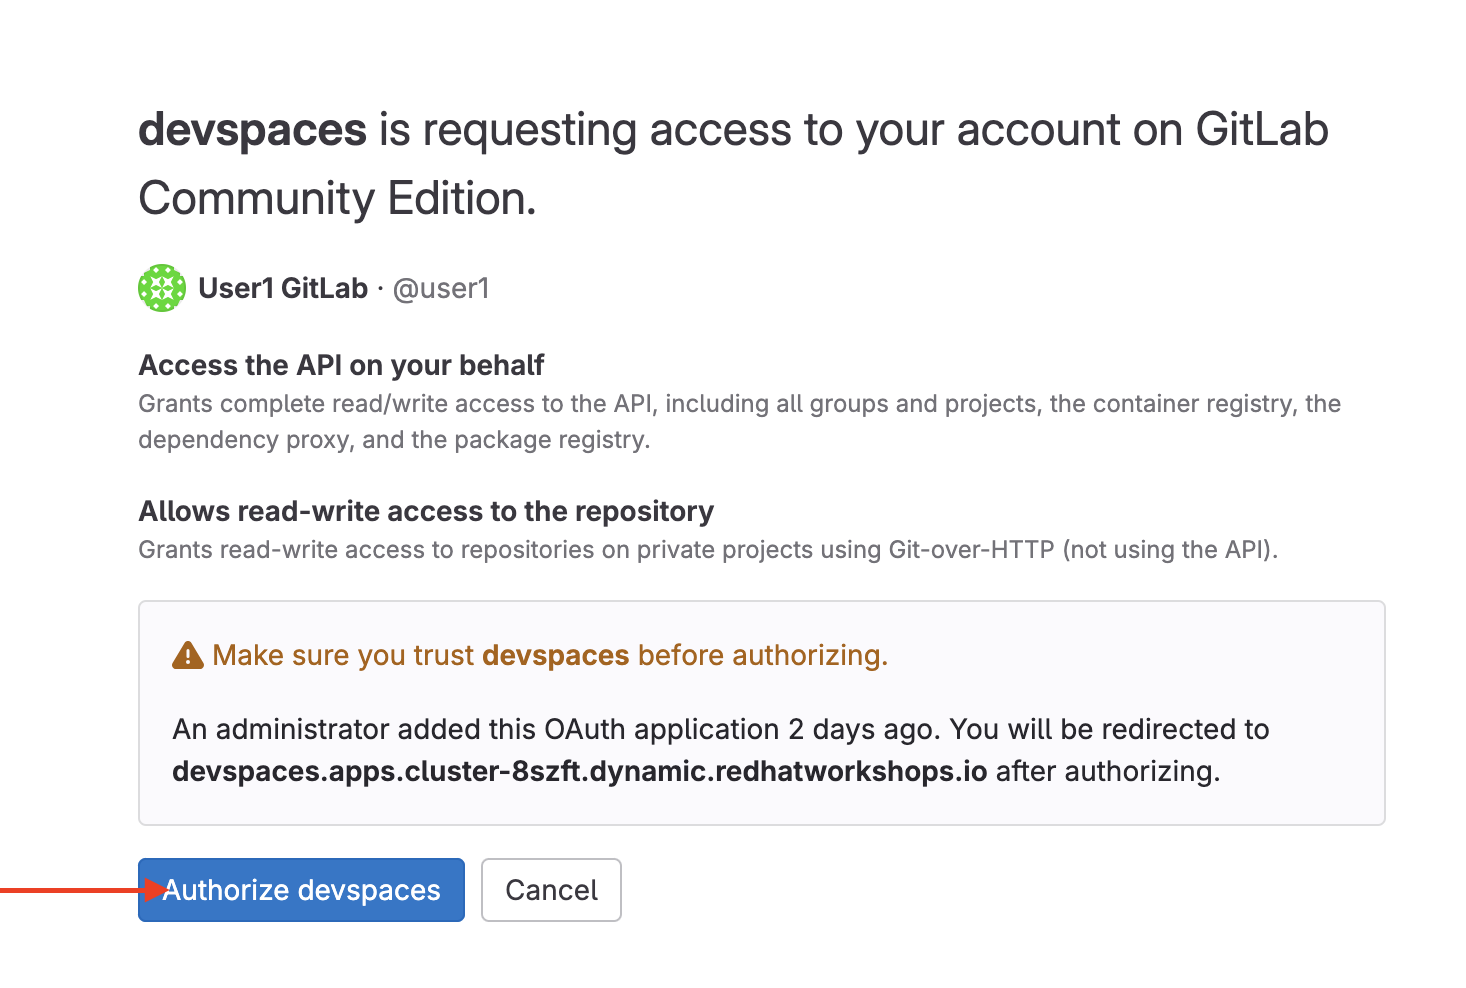 devspaces is requesting access to your account on GitLab
Community Edition.
User1 GitLab · @user1
Access the API on your behalf
Grants complete read/write access to the API, including all groups and projects, the container registry, the
dependency proxy, and the package registry.
Allows read-write access to the repository
Grants read-write access to repositories on private projects using Git-over-HTTP (not using the API).
Make sure you trust devspaces before authorizing.
An administrator added this OAuth application 2 days ago. You will be redirected to
devspaces.apps.cluster-8szft.dynamic.redhatworkshops.io after authorizing.
Authorize devspaces
Cancel